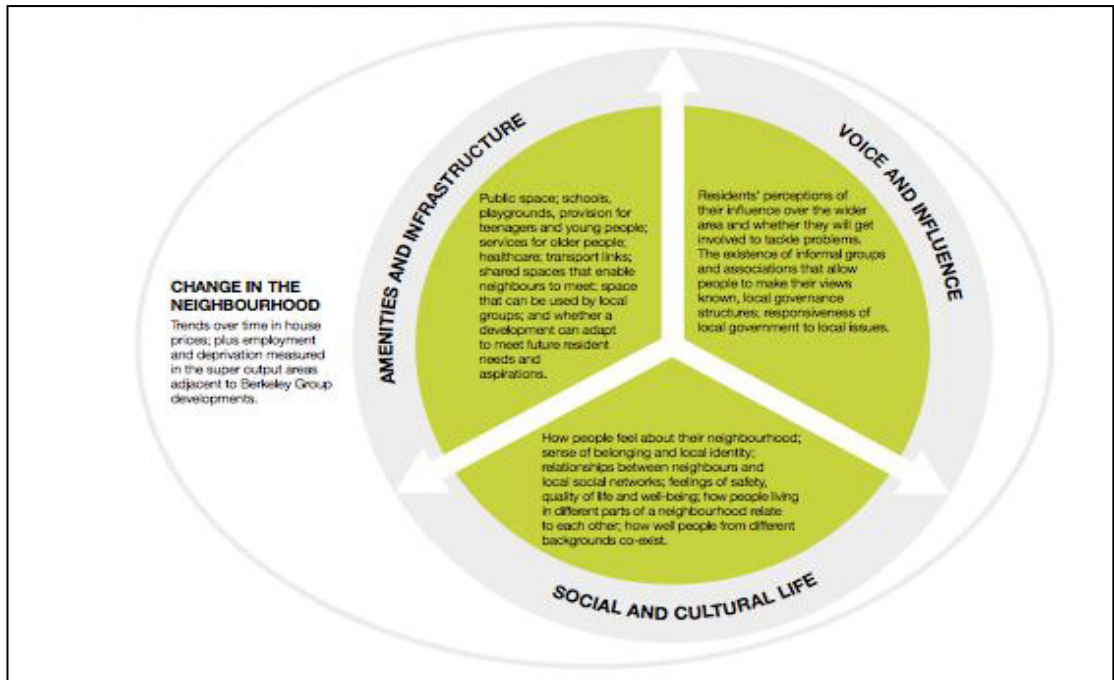 CHANGE IN THE
NEIGHBOURHOOD
Trends over time in house
prices; plus employment
and deprivation measured
in the super output areas
adjacent to Berkeley Group
developments.
AMENITIES AND INFRASTRUCTURE
Public space; schools,
playgrounds, provision for
teenagers and young people;
services for older people;
healthcare; transport links;
shared spaces that enable
neighbours to meet; space
that can be used by local
groups; and whether a
development can adapt
to meet future resident
needs and
aspirations.
VOICE AND INFLUENCE
Residents' perceptions of
their influence over the wider
area and whether they will get
involved to tackle problems.
The existence of informal groups
and associations that allow
people to make their views
known, local governance
structures; responsiveness of
local government to local issues.
How people feel about their neighbourhood;
sense of belonging and local identity;
relationships between neighbours and
local social networks; feelings of safety,
quality of life and well-being; how people living
in different parts of a neighbourhood relate
to each other; how well people from different
backgrounds co-exist.
SOCIAL AND CULTURAL LIFE